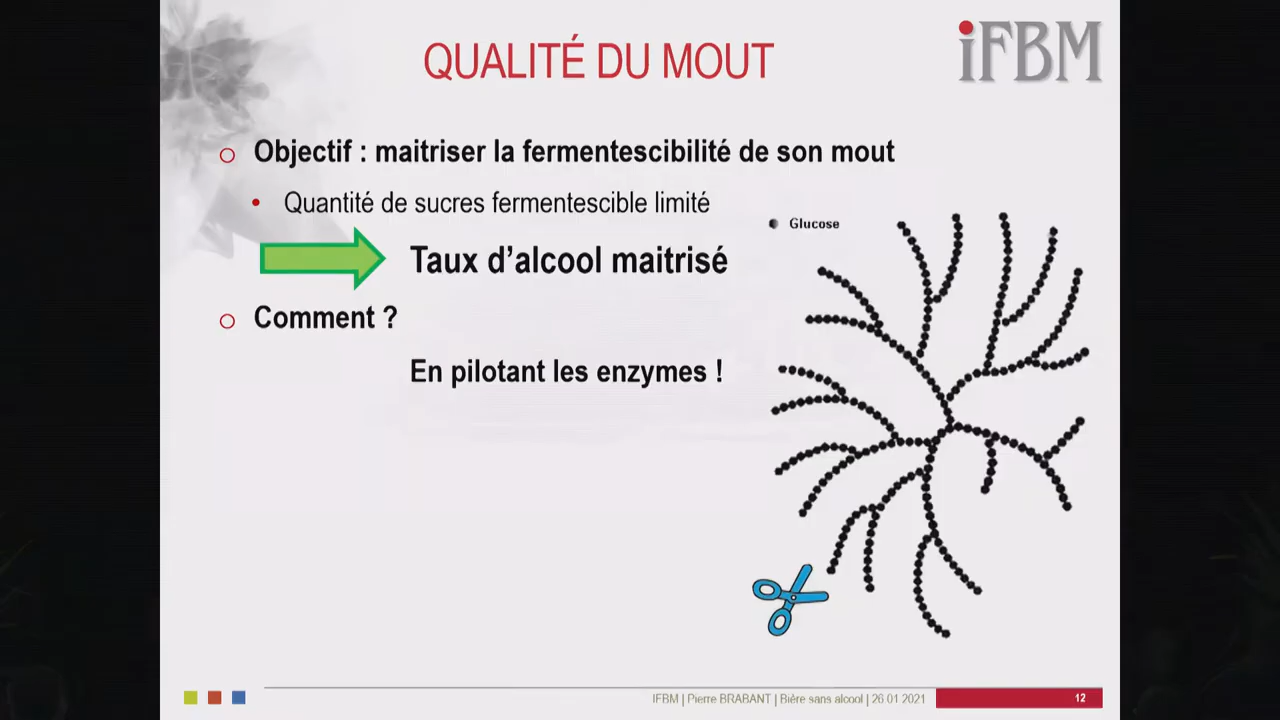 QUALITÉ DU MOUT
iFBM
Objectif : maitriser la fermentescibilité de son mout
Quantité de sucres fermentescible limité
Glucose
Taux d’alcool maitrisé
Comment ?
En pilotant les enzymes !
IFBM | Pierre BRABANT | Bière sans alcool | 26 01 2021
12